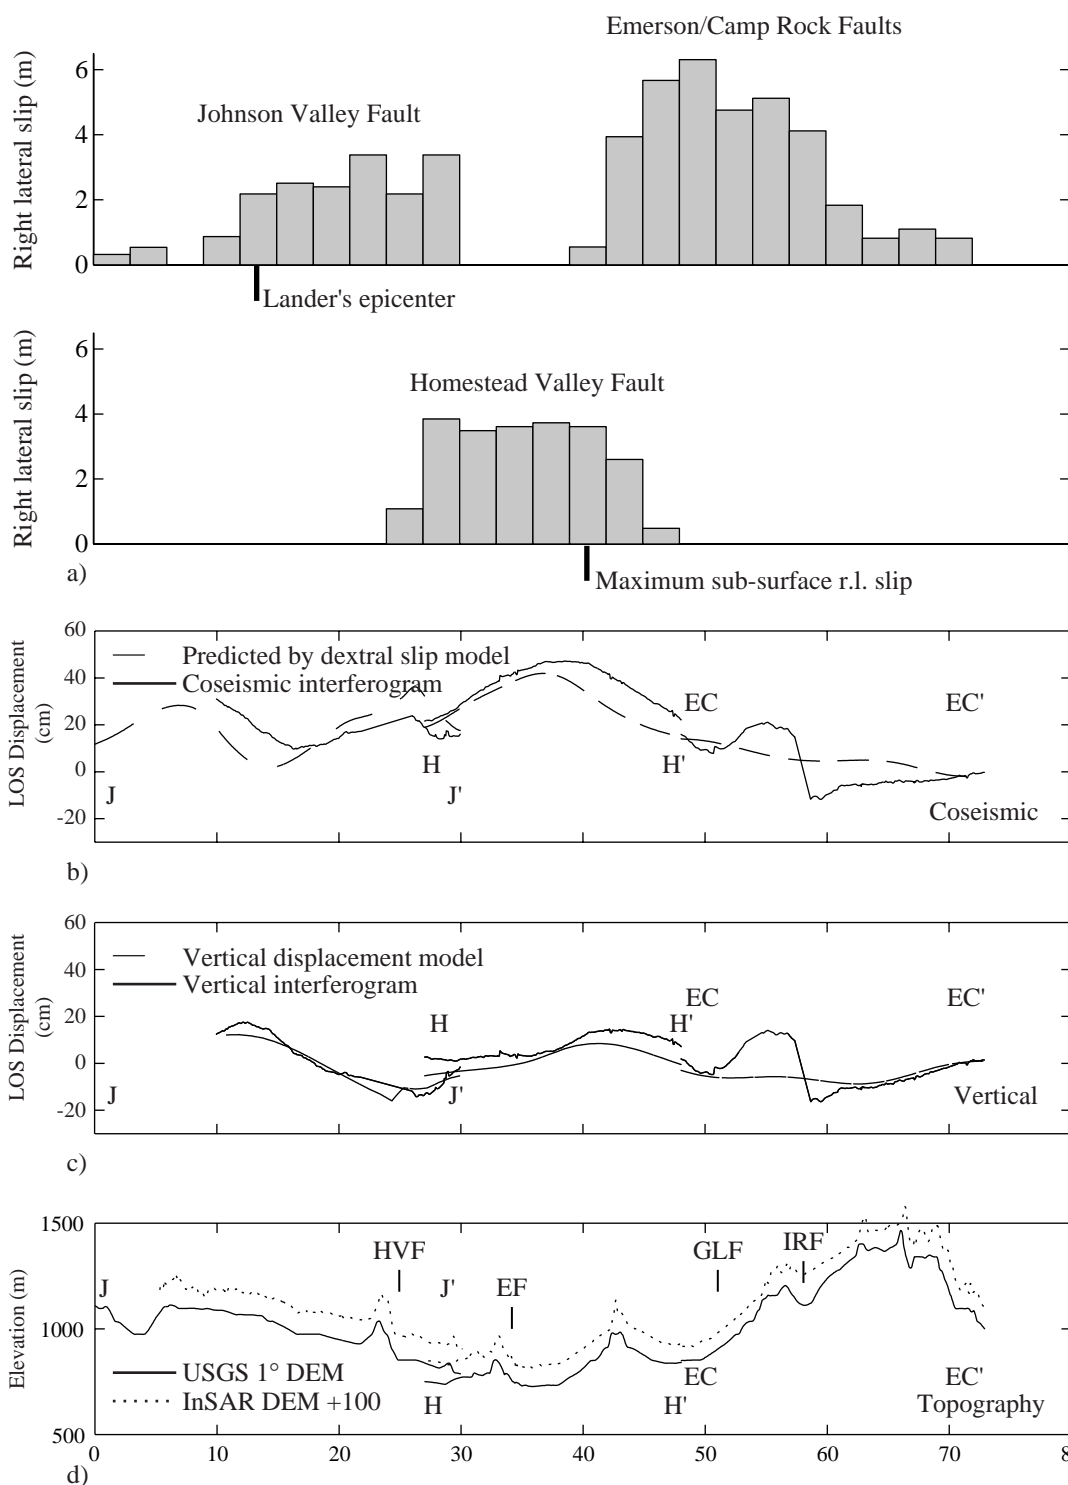 Emerson/Camp Rock Faults
Johnson Valley Fault
Right lateral slip (m)
6
4
2
0
Lander's epicenter
Homestead Valley Fault
Right lateral slip (m)
6
4
2
0
a)
Maximum sub-surface r.l. slip
LOS Displacement
(cm)
60
40
20
0
-20
Predicted by dextral slip model
Coseismic interferogram
EC
EC'
H
H'
J
J'
Coseismic
b)
LOS Displacement
(cm)
60
40
20
0
-20
Vertical displacement model
Vertical interferogram
EC
EC'
H
H'
J
J'
Vertical
c)
Elevation (m)
1500
1000
500
HVF
GLF
IRF
J
J'
EF
USGS 1° DEM
InSAR DEM +100
EC
EC'
H
H'
Topography
0
10
20
30
40
50
60
70
8
d)